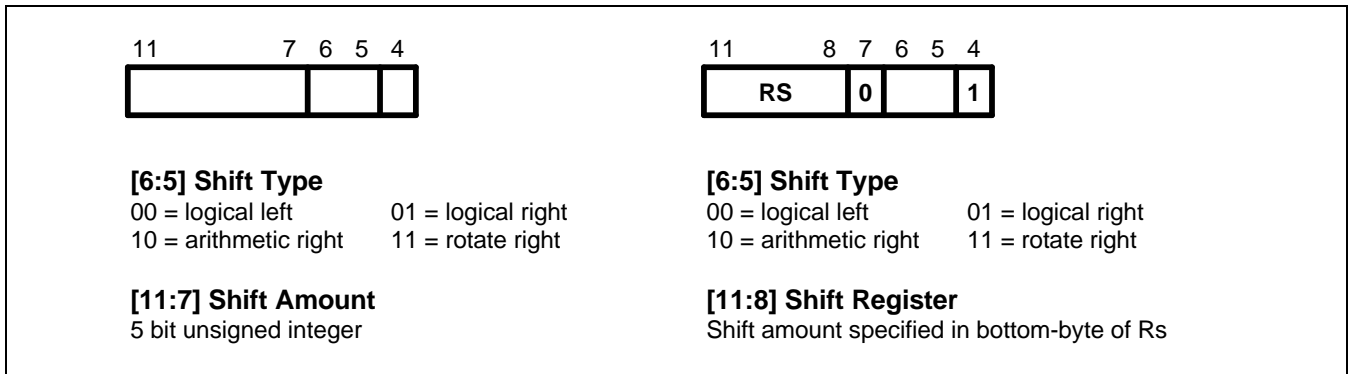 11 7 6 5 4
[6:5] Shift Type
00 = logical left 01 = logical right
10 = arithmetic right 11 = rotate right
[11:7] Shift Amount
5 bit unsigned integer
11 8 7 6 5 4
RS 0 1
[6:5] Shift Type
00 = logical left 01 = logical right
10 = arithmetic right 11 = rotate right
[11:8] Shift Register
Shift amount specified in bottom-byte of Rs